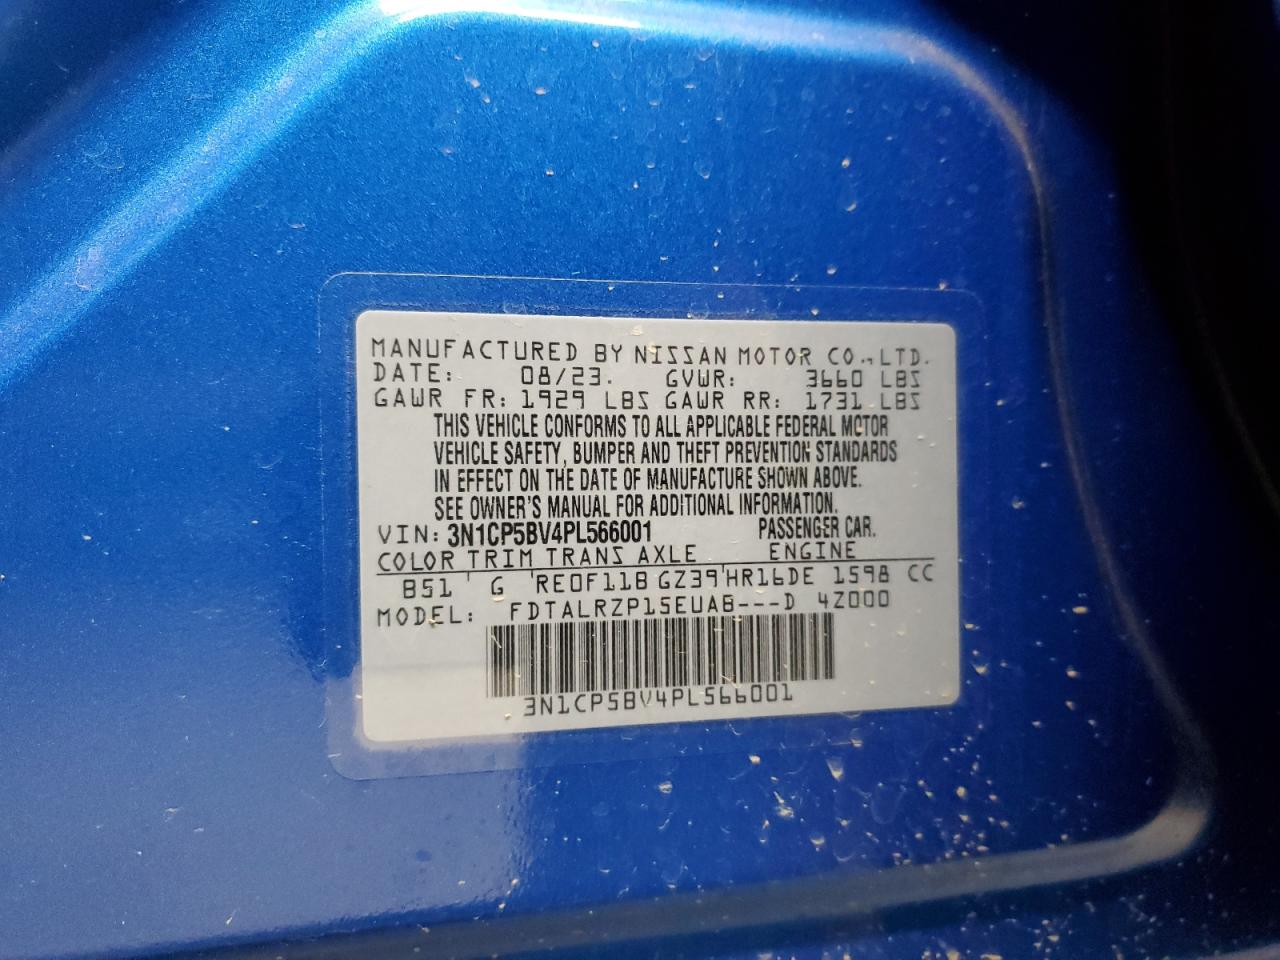 MANUFACTURED BY NISSAN MOTOR CO., LTD.
DATE: 08/23. GVWR: 3660 LBS
GAWR FR: 1929 LBS GAWR RR: 1731 LBS
THIS VEHICLE CONFORMS TO ALL APPLICABLE FEDERAL MOTOR
VEHICLE SAFETY, BUMPER AND THEFT PREVENTION STANDARDS
IN EFFECT ON THE DATE OF MANUFACTURE SHOWN ABOVE.
SEE OWNER'S MANUAL FOR ADDITIONAL INFORMATION.
VIN: 3N1CP5BV4PL566001 PASSENGER CAR.
COLOR TRIM TRANS AXLE ENGINE
B51 G RE0F11B GZ39 HR16DE 1598 CC
MODEL: FDTALRZP15EUAB---D 4Z000
3N1CP5BV4PL566001